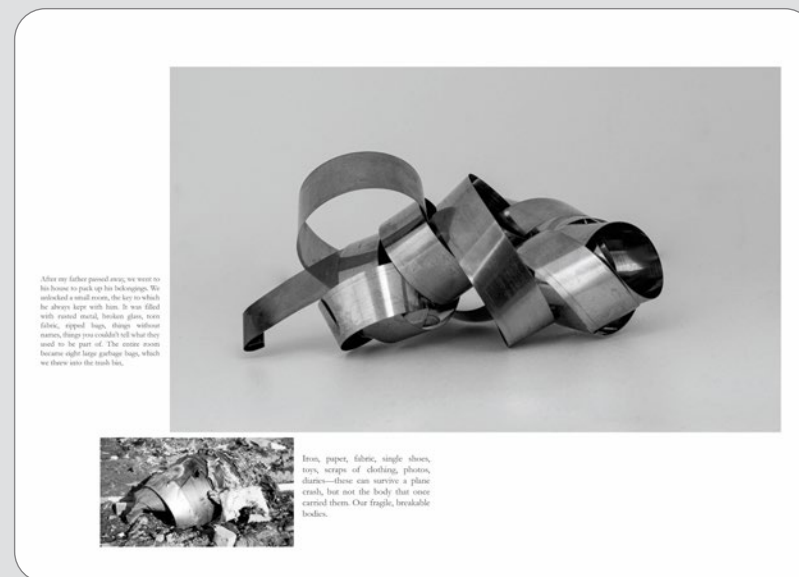 After my father passed away, we went to
his house to pack up his belongings. We
unlocked a small room, the key to which
he always kept with him. It was filled
with rusted metal, broken glass, torn
fabric, zipped bags, things without
names, things you couldn't tell what they
used to be part of. The entire room
became eight large garbage bags, which
we threw into the trash bin.
Iron, paper, fabric, single shoes,
toys, scraps of clothing, photos,
diaries—these can survive a plane
crash, but not the body that once
carried them. Our fragile, breakable
bodies.